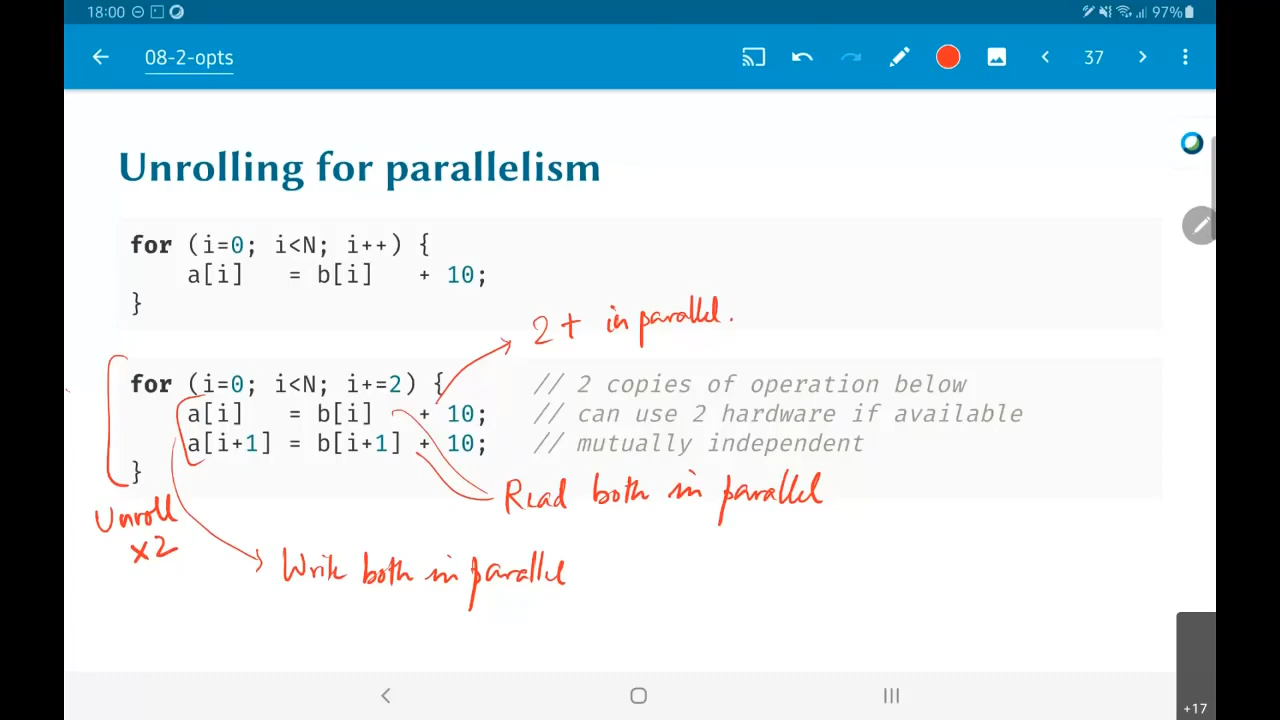 18:00 97%
08-2-opts 37
Unrolling for parallelism
for (i=0; i<N; i++) {
a[i] = b[i] + 10;
}
2 + in parallel.
for (i=0; i<N; i+=2) { // 2 copies of operation below
a[i] = b[i] + 10; // can use 2 hardware if available
a[i+1] = b[i+1] + 10; // mutually independent
}
Read both in parallel
Unroll
x2
Write both in parallel
+17